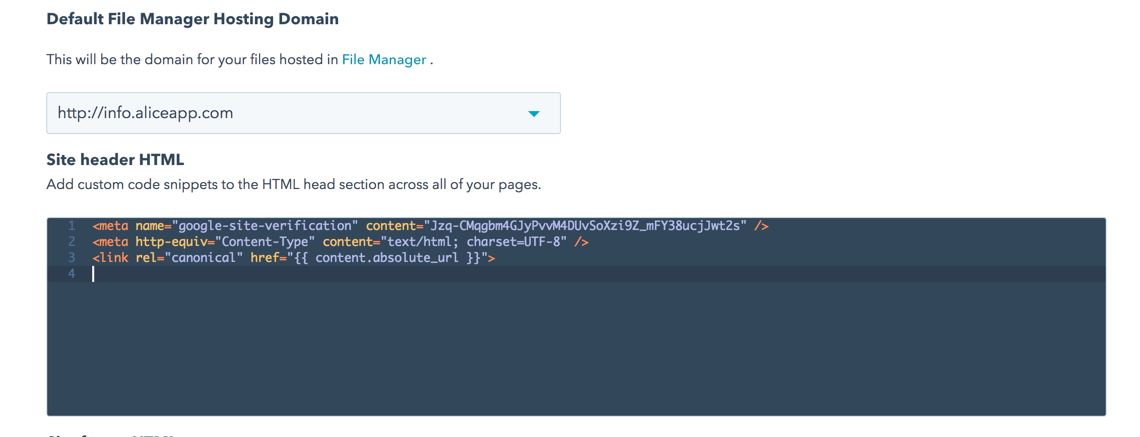 Default File Manager Hosting Domain
This will be the domain for your files hosted in File Manager .
http://info.aliceapp.com
Site header HTML
Add custom code snippets to the HTML head section across all of your pages.
1 <meta name="google-site-verification" content="Jzq-CMqgbm4GJyPvvM4DUvSoXzi9Z_mFY38ucjJwt2s" />
2 <meta http-equiv="Content-Type" content="text/html; charset=UTF-8" />
3 <link rel="canonical" href="{{ content.absolute_url }}">
4